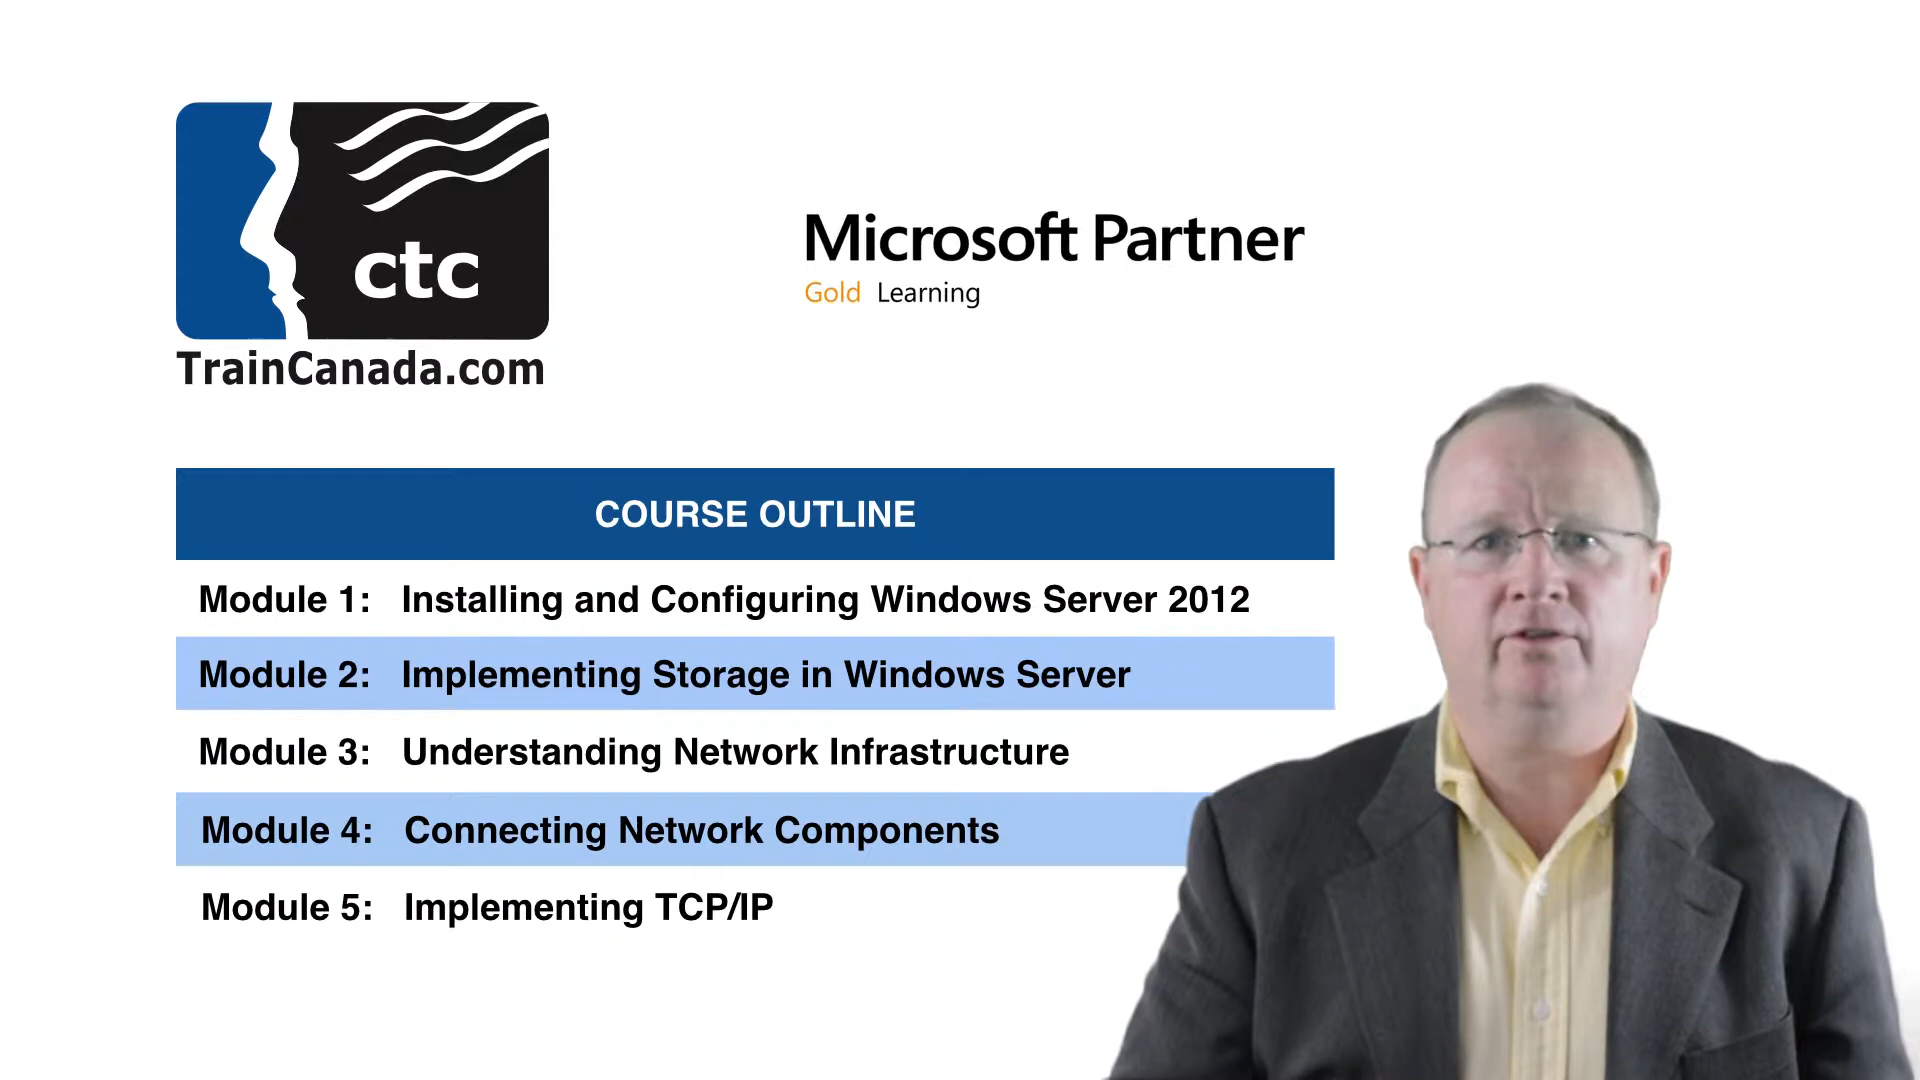 ctc
TrainCanada.com
Microsoft Partner
Gold Learning
COURSE OUTLINE
Module 1: Installing and Configuring Windows Server 2012
Module 2: Implementing Storage in Windows Server
Module 3: Understanding Network Infrastructure
Module 4: Connecting Network Components
Module 5: Implementing TCP/IP